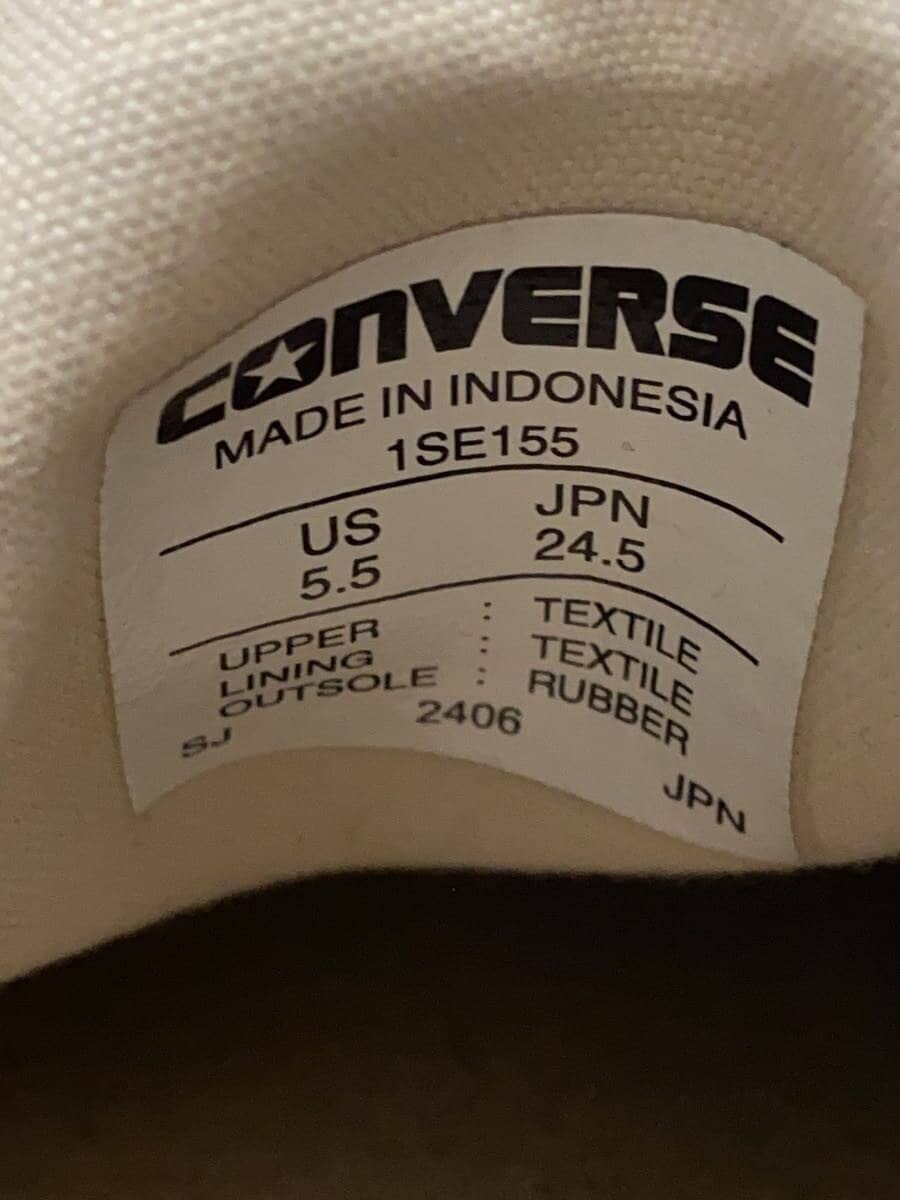 CONVERSE
MADE IN INDONESIA
1SE155
US JPN
5.5 24.5
UPPER : TEXTILE
LINING : TEXTILE
OUTSOLE : RUBBER
SJ 2406 JPN